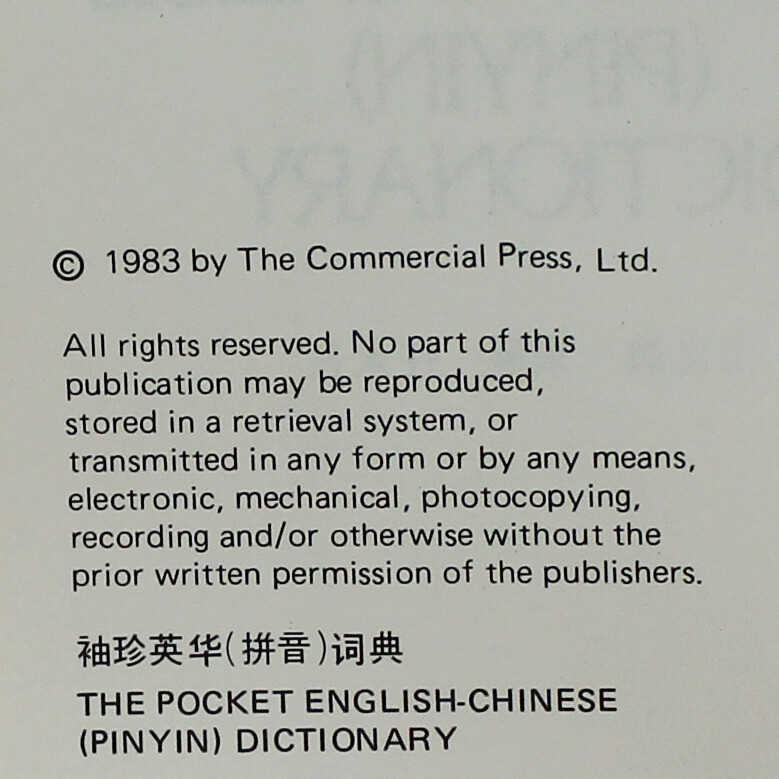 © 1983 by The Commercial Press, Ltd.
All rights reserved. No part of this
publication may be reproduced,
stored in a retrieval system, or
transmitted in any form or by any means,
electronic, mechanical, photocopying,
recording and/or otherwise without the
prior written permission of the publishers.
袖珍英华(拼音)词典
THE POCKET ENGLISH-CHINESE
(PINYIN) DICTIONARY